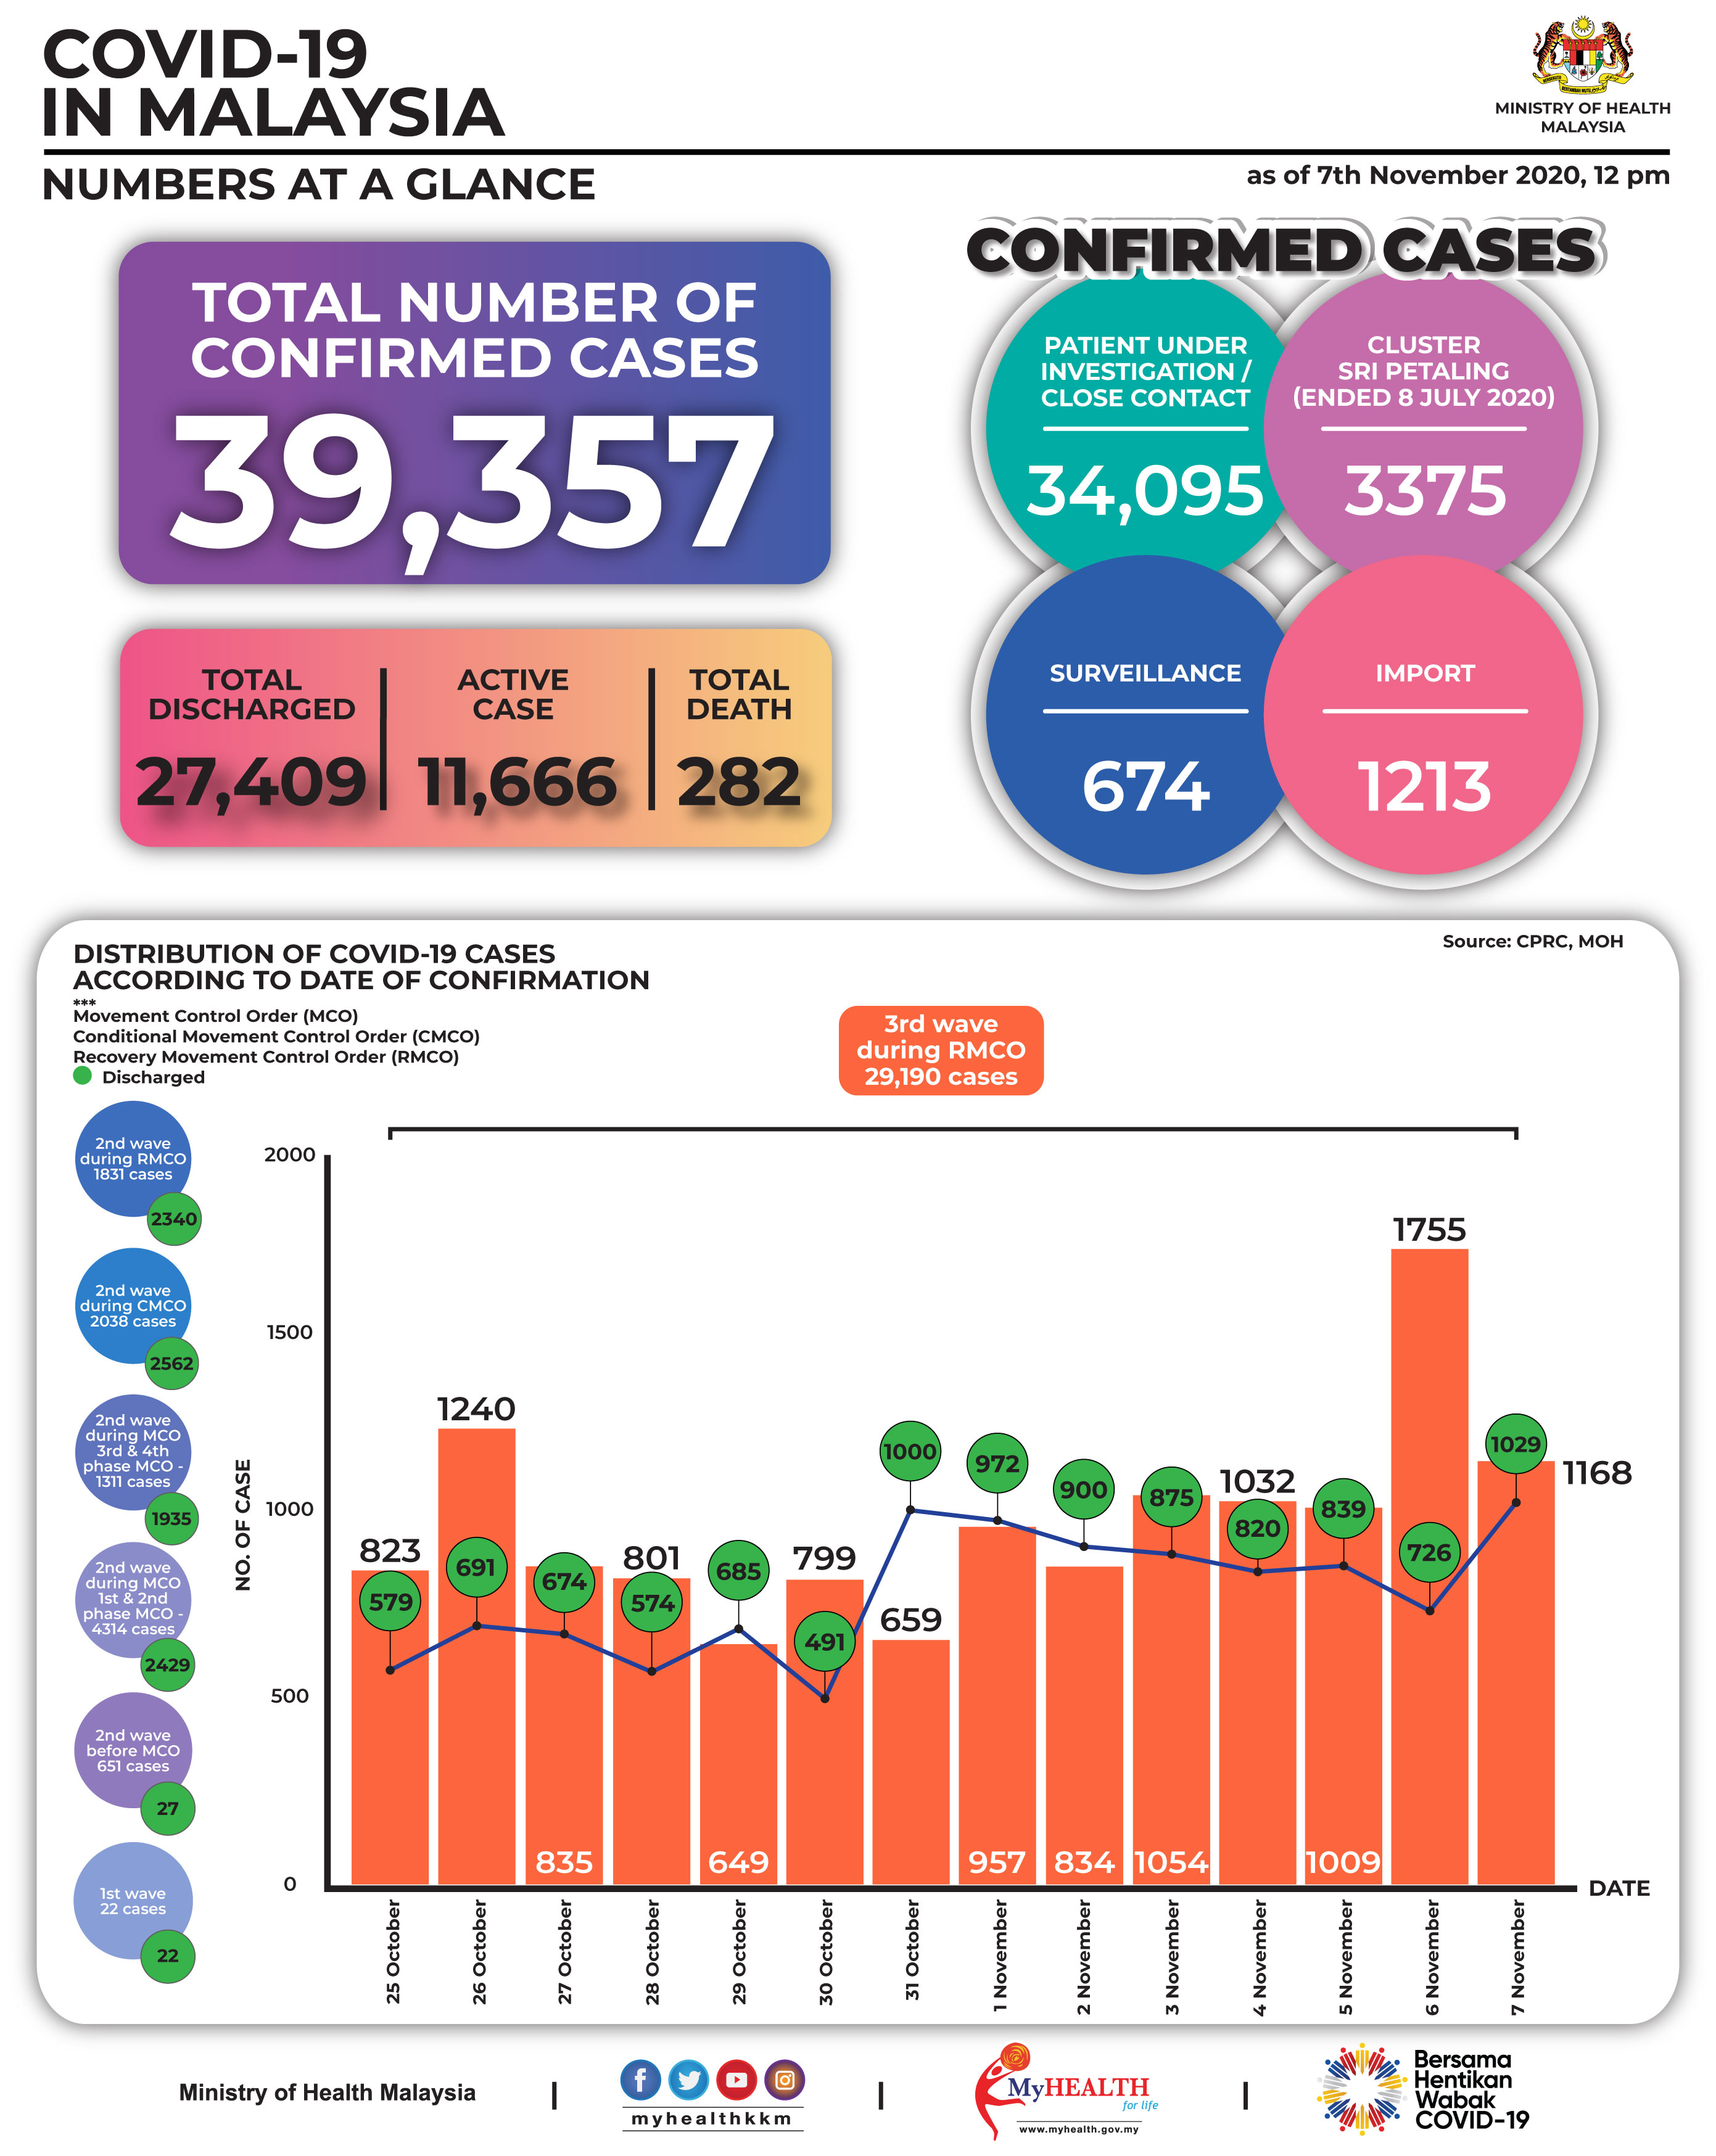 COVID-19
IN MALAYSIA
MINISTRY OF HEALTH
MALAYSIA
NUMBERS AT A GLANCE
as of 7th November 2020, 12 pm
TOTAL NUMBER OF
CONFIRMED CASES
39,357
TOTAL
DISCHARGED
27,409
ACTIVE
CASE
11,666
TOTAL
DEATH
282
CONFIRMED CASES
PATIENT UNDER
INVESTIGATION /
CLOSE CONTACT
34,095
CLUSTER
SRI PETALING
(ENDED 8 JULY 2020)
3375
SURVEILLANCE
674
IMPORT
1213
DISTRIBUTION OF COVID-19 CASES
ACCORDING TO DATE OF CONFIRMATION
Source: CPRC, MOH
***
Movement Control Order (MCO)
Conditional Movement Control Order (CMCO)
Recovery Movement Control Order (RMCO)
Discharged
3rd wave
during RMCO
29,190 cases
2nd wave
during RMCO
1831 cases
2340
2nd wave
during CMCO
2038 cases
2562
2nd wave
during MCO
3rd & 4th
phase MCO -
1311 cases
1935
2nd wave
during MCO
1st & 2nd
phase MCO -
4314 cases
2429
2nd wave
before MCO
651 cases
27
1st wave
22 cases
22
NO. OF CASE
2000
1500
1000
500
0
823
579
1240
691
674
835
801
574
685
649
799
491
1000
659
972
957
900
834
875
1054
1032
820
839
1009
1755
726
1029
1168
DATE
25 October
26 October
27 October
28 October
29 October
30 October
31 October
1 November
2 November
3 November
4 November
5 November
6 November
7 November
Ministry of Health Malaysia
myhealthkkm
MyHEALTH
for life
www.myhealth.gov.my
Bersama
Hentikan
Wabak
COVID-19